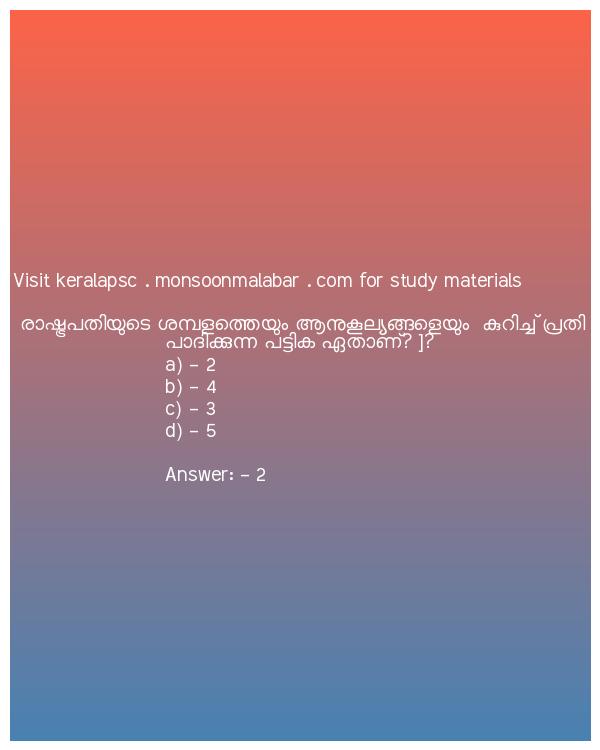 Visit keralapsc . monsoonmalabar . com for study materials
രാഷ്ട്രപതിയുടെ ശമ്പളത്തെയും ആനുകൂല്യങ്ങളെയും കുറിച്ച് പ്രതി
പാദിക്കുന്ന പട്ടിക ഏതാണ്? ]?
a) - 2
b) - 4
c) - 3
d) - 5
Answer: - 2